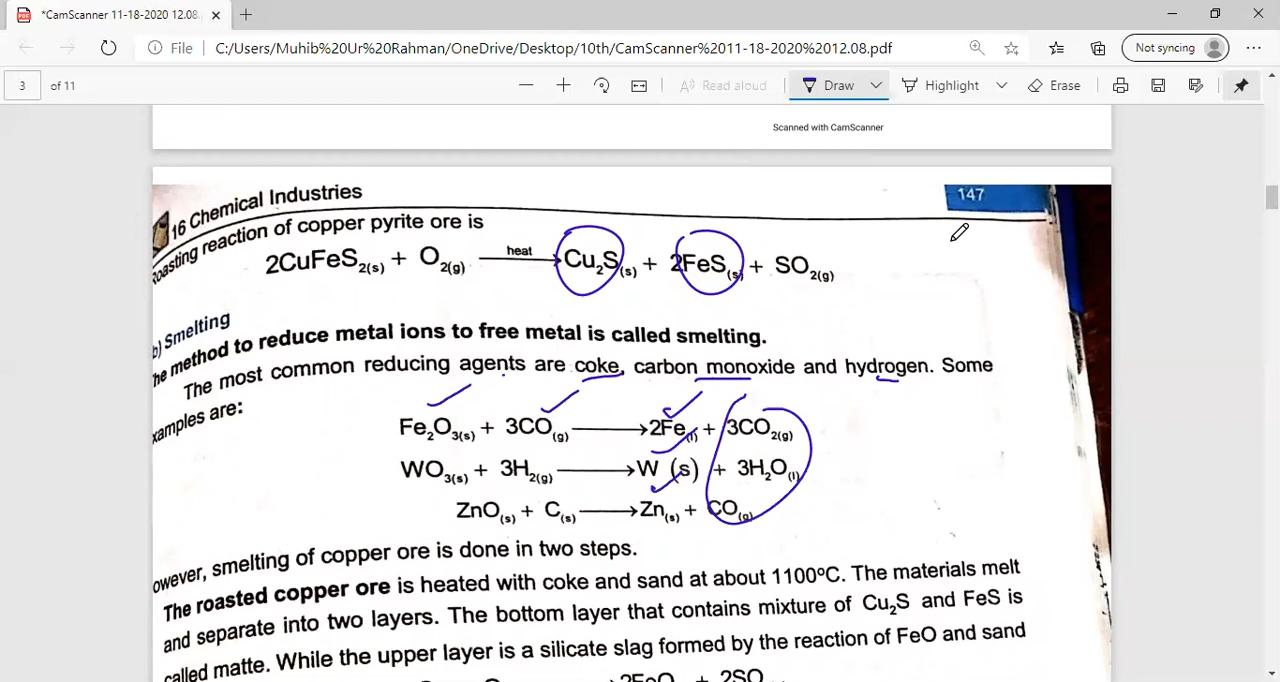 *CamScanner 11-18-2020 12.08.
File C:/Users/Muhib%20Ur%20Rahman/OneDrive/Desktop/10th/CamScanner%2011-18-2020%2012.08.pdf
Not syncing
3 of 11
Read aloud Draw Highlight Erase
Scanned with CamScanner
16 Chemical Industries 147
Roasting reaction of copper pyrite ore is
2CuFeS₂(s) + O₂(g) heat → Cu₂S(s) + 2FeS(s) + SO₂(g)
b) Smelting
he method to reduce metal ions to free metal is called smelting.
The most common reducing agents are coke, carbon monoxide and hydrogen. Some
xamples are:
Fe₂O₃(s) + 3CO(g) → 2Fe(l) + 3CO₂(g)
WO₃(s) + 3H₂(g) → W (s) + 3H₂O(l)
ZnO(s) + C(s) → Zn(s) + CO(g)
owever, smelting of copper ore is done in two steps.
The roasted copper ore is heated with coke and sand at about 1100ºC. The materials melt
and separate into two layers. The bottom layer that contains mixture of Cu₂S and FeS is
called matte. While the upper layer is a silicate slag formed by the reaction of FeO and sand